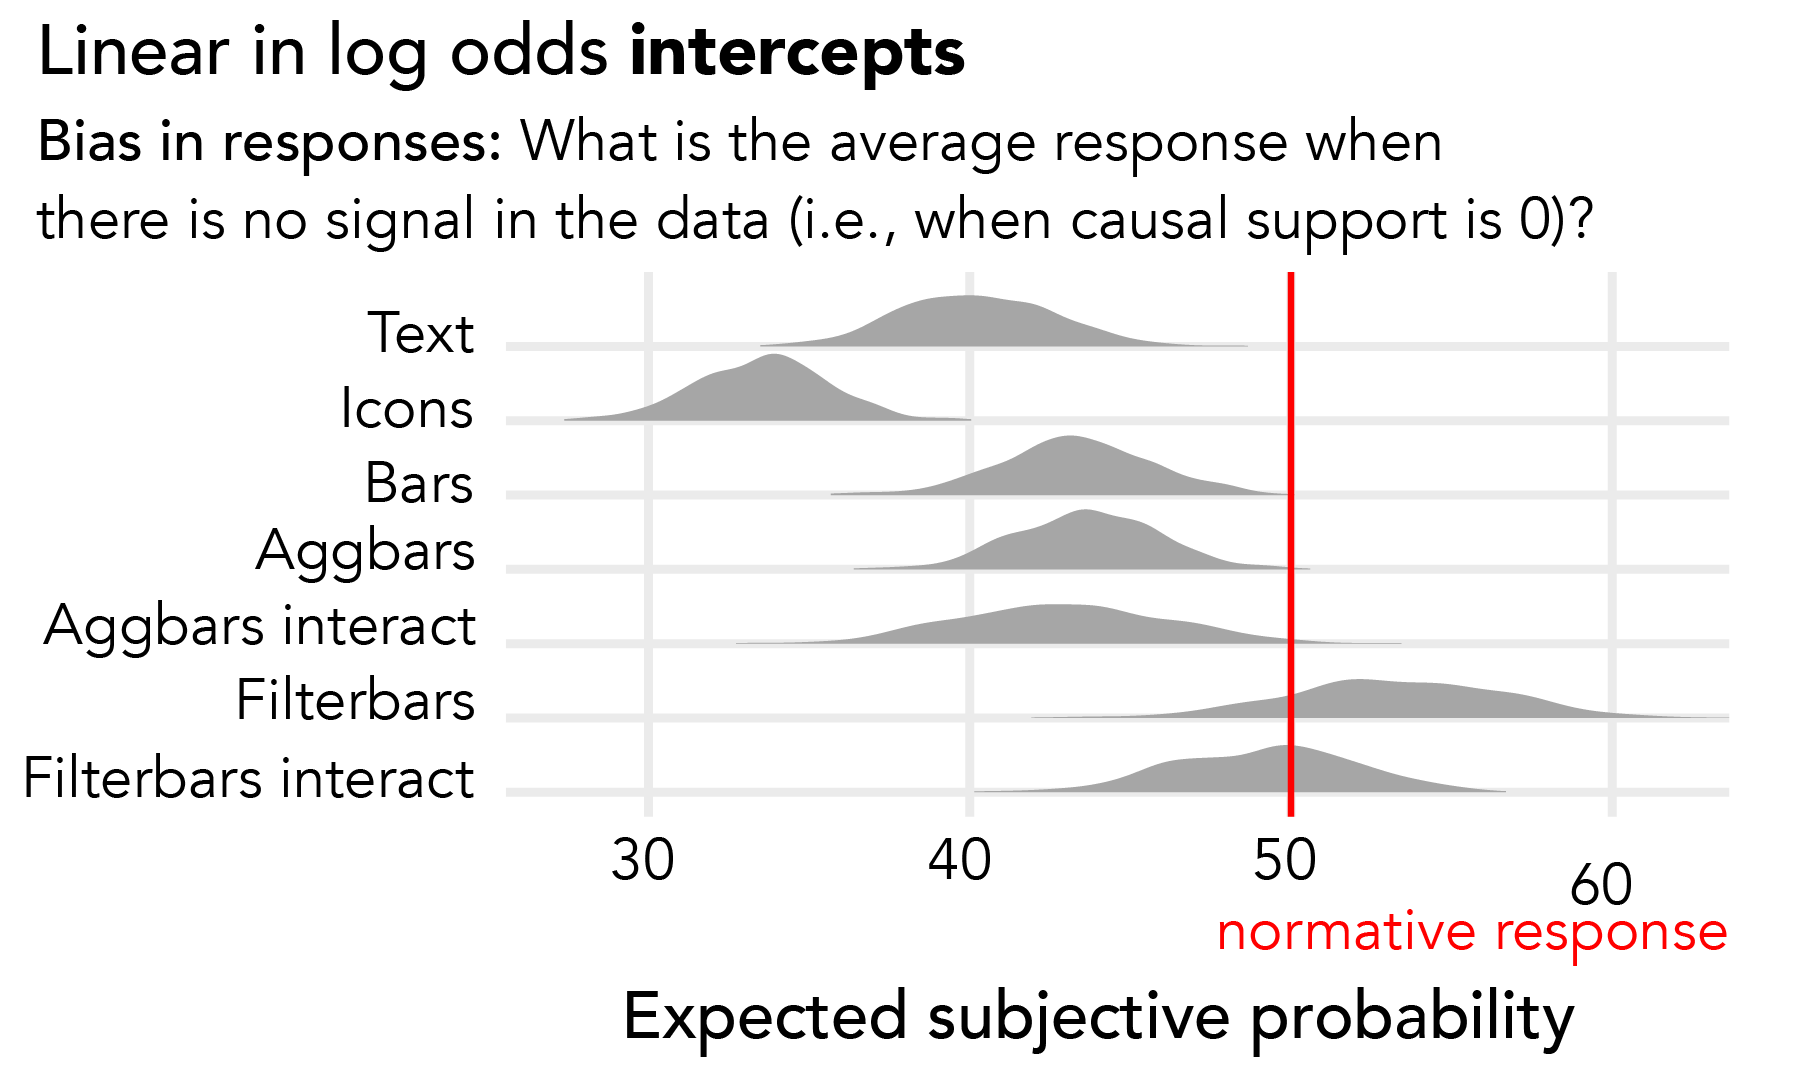 Linear in log odds intercepts
Bias in responses: What is the average response when
there is no signal in the data (i.e., when causal support is 0)?
Text
Icons
Bars
Aggbars
Aggbars interact
Filterbars
Filterbars interact
30 40 50 60
normative response
Expected subjective probability